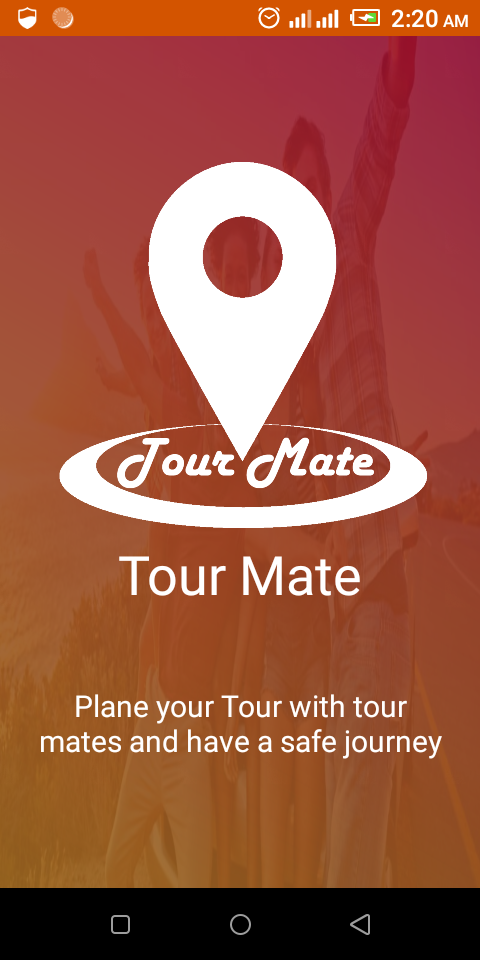 2:20 AM
Tour Mate
Tour Mate
Plane your Tour with tour
mates and have a safe journey